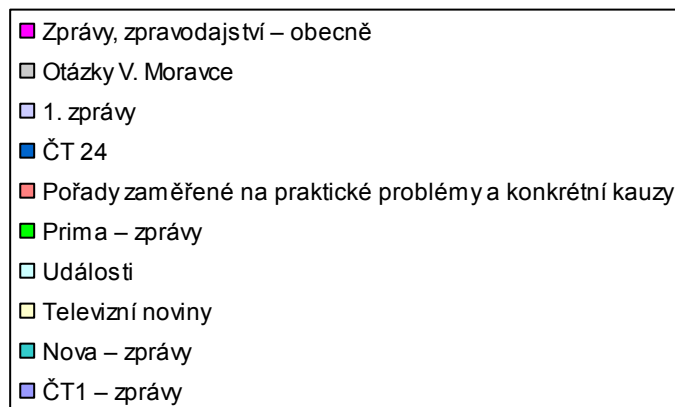 Zprávy, zpravodajství – obecně
Otázky V. Moravce
1. zprávy
ČT 24
Pořady zaměřené na praktické problémy a konkrétní kauzy
Prima – zprávy
Události
Televizní noviny
Nova – zprávy
ČT1 – zprávy